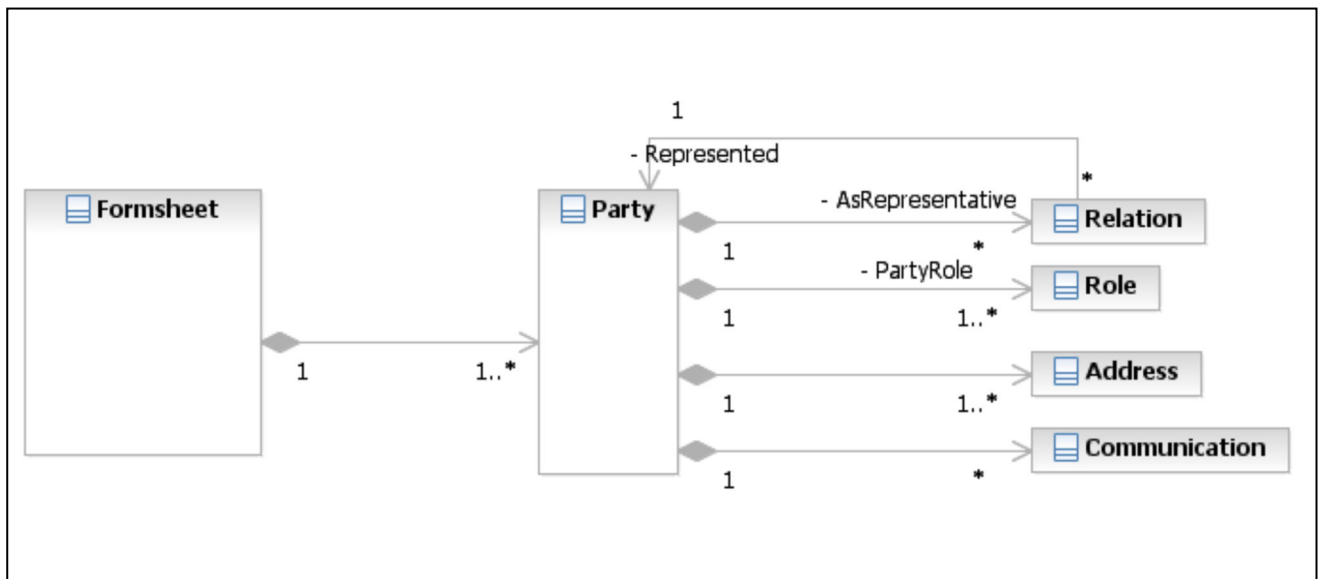 1
- Represented
*
Formsheet
Party
- AsRepresentative
Relation
1
*
- PartyRole
Role
1
1..*
1
1..*
Address
1
1..*
Communication
1
*